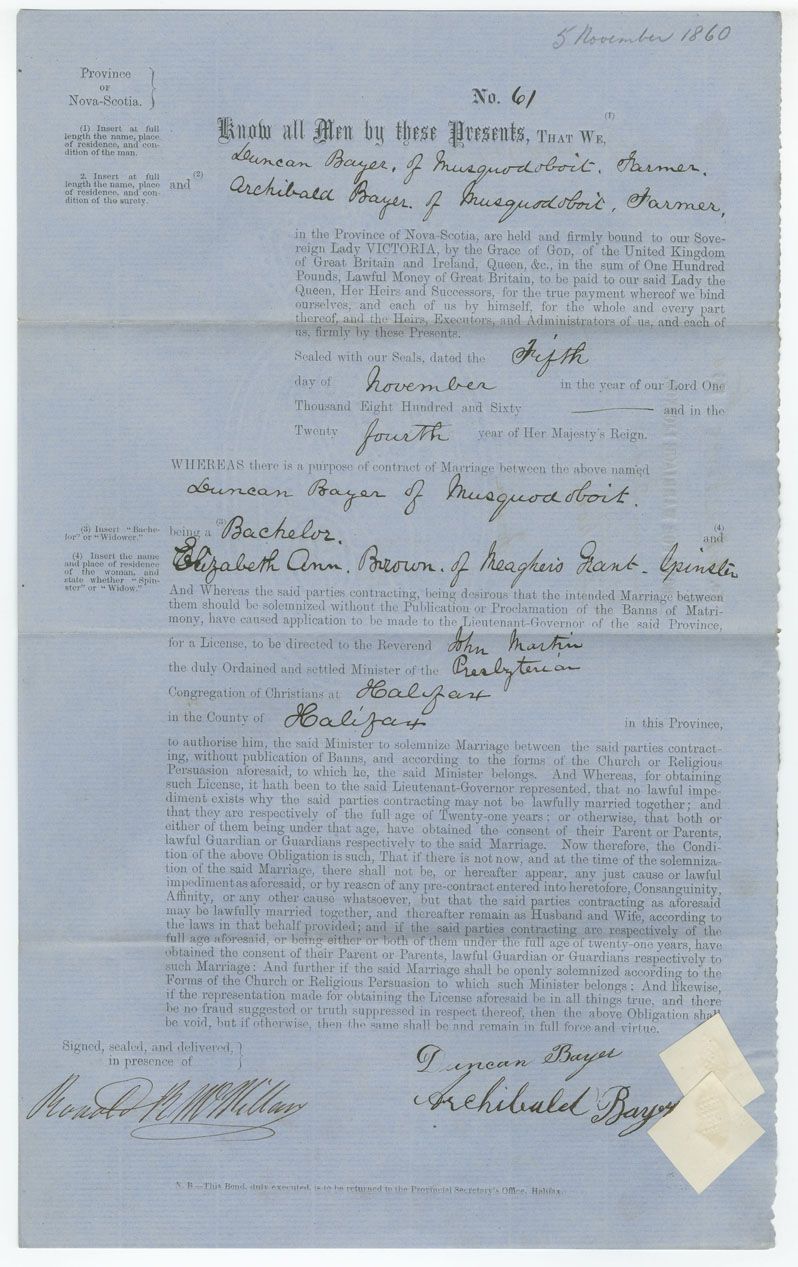 5 November 1860
Province
or
Nova-Scotia.
No. 61
(1) Insert at full
length the name, place
of residence, and con-
dition of the man.
Know all Men by these Presents, THAT WE, (1)
Duncan Bayer, of Musquodoboit, Farmer,
2. Insert at full
length the name, place
of residence, and con-
dition of the surety.
and (2)
Archibald Bayer. of Musquodoboit, Farmer,
in the Province of Nova-Scotia, are held and firmly bound to our Sove-
reign Lady VICTORIA, by the Grace of GOD, of the United Kingdom
of Great Britain and Ireland, Queen, &c., in the sum of One Hundred
Pounds, Lawful Money of Great Britain, to be paid to our said Lady the
Queen, Her Heirs and Successors, for the true payment whereof we bind
ourselves, and each of us by himself, for the whole and every part
thereof, and the Heirs, Executors, and Administrators of us, and each of
us, firmly by these Presents.
Sealed with our Seals, dated the Fifth
day of November in the year of our Lord One
Thousand Eight Hundred and Sixty — and in the
Twenty fourth year of Her Majesty's Reign.
WHEREAS there is a purpose of contract of Marriage between the above named
Duncan Bayer of Musquodoboit.
(3) Insert "Bache-
lor" or "Widower."
being a (3) Bachelor. and (4)
(4) Insert the name
and place of residence
of the woman, and
state whether "Spin-
ster" or "Widow."
Elizabeth Ann. Brown. of Meaghers Grant - Spinster
And Whereas the said parties contracting, being desirous that the intended Marriage between
them should be solemnized without the Publication or Proclamation of the Banns of Matri-
mony, have caused application to be made to the Lieutenant-Governor of the said Province,
for a License, to be directed to the Reverend John Martin
the duly Ordained and settled Minister of the Presbyterian
Congregation of Christians at Halifax
in the County of Halifax in this Province,
to authorise him, the said Minister to solemnize Marriage between the said parties contract-
ing, without publication of Banns, and according to the forms of the Church or Religious
Persuasion aforesaid, to which he, the said Minister belongs. And Whereas, for obtaining
such License, it hath been to the said Lieutenant-Governor represented, that no lawful impe-
diment exists why the said parties contracting may not be lawfully married together; and
that they are respectively of the full age of Twenty-one years: or otherwise, that both or
either of them being under that age, have obtained the consent of their Parent or Parents,
lawful Guardian or Guardians respectively to the said Marriage. Now therefore, the Condi-
tion of the above Obligation is such, That if there is not now, and at the time of the solemniza-
tion of the said Marriage, there shall not be, or hereafter appear, any just cause or lawful
impediment as aforesaid, or by reason of any pre-contract entered into heretofore, Consanguinity,
Affinity, or any other cause whatsoever, but that the said parties contracting as aforesaid
may be lawfully married together, and thereafter remain as Husband and Wife, according to
the laws in that behalf provided; and if the said parties contracting are respectively of the
full age aforesaid, or being either or both of them under the full age of twenty-one years, have
obtained the consent of their Parent or Parents, lawful Guardian or Guardians respectively to
such Marriage: And further if the said Marriage shall be openly solemnized according to the
Forms of the Church or Religious Persuasion to which such Minister belongs; And likewise,
if the representation made for obtaining the License aforesaid be in all things true, and there
be no fraud suggested or truth suppressed in respect thereof, then the above Obligation shall
be void, but if otherwise, then the same shall be and remain in full force and virtue.
Signed, sealed, and delivered,
in presence of
Duncan Bayer
Ronald R McMillan
Archibald Bayer
N. B.—This Bond, duly executed, is to be returned to the Provincial Secretary's Office, Halifax.